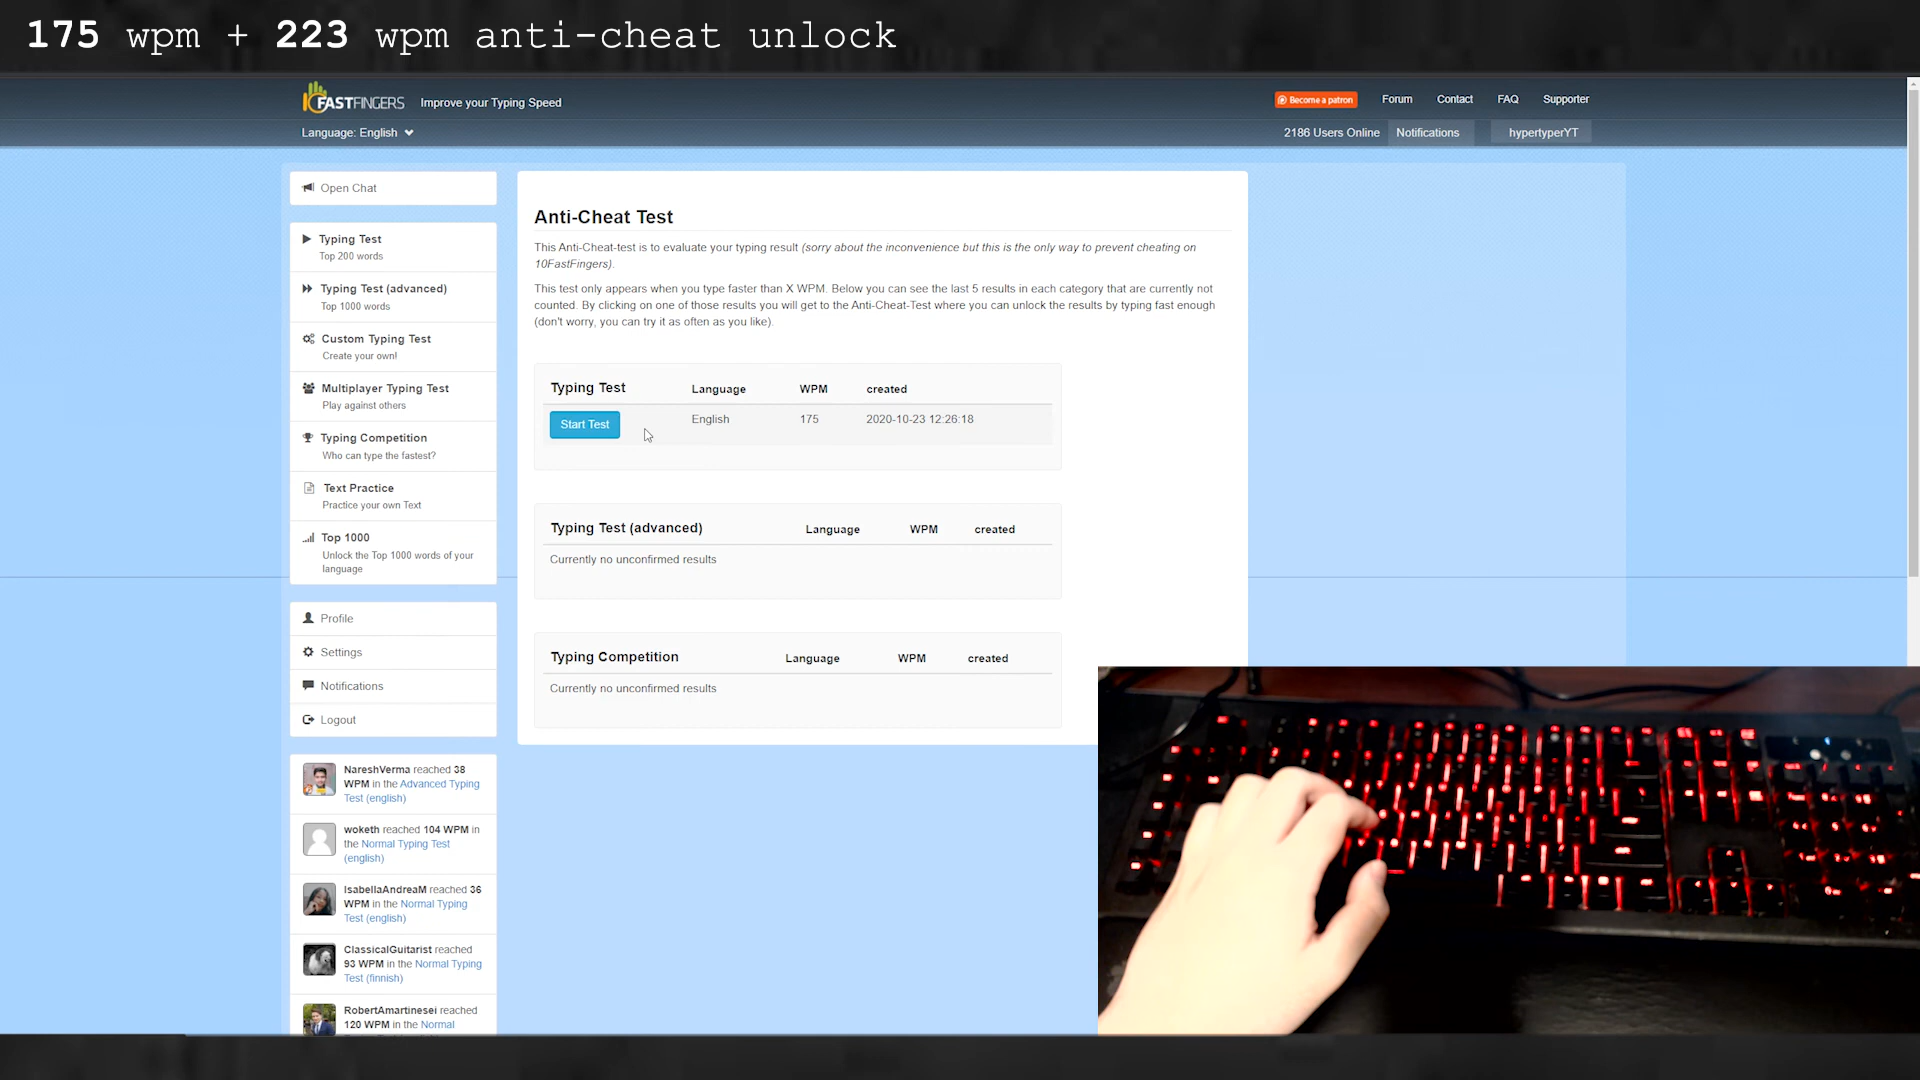 175 wpm + 223 wpm anti-cheat unlock
10FASTFINGERS Improve your Typing Speed
Become a patron Forum Contact FAQ Supporter
Language: English
2186 Users Online Notifications hypertyperYT
Open Chat
Typing Test
Top 200 words
Typing Test (advanced)
Top 1000 words
Custom Typing Test
Create your own!
Multiplayer Typing Test
Play against others
Typing Competition
Who can type the fastest?
Text Practice
Practice your own Text
Top 1000
Unlock the Top 1000 words of your
language
Profile
Settings
Notifications
Logout
NareshVerma reached 38
WPM in the Advanced Typing
Test (english)
woketh reached 104 WPM in
the Normal Typing Test
(english)
IsabellaAndreaM reached 36
WPM in the Normal Typing
Test (english)
ClassicalGuitarist reached
93 WPM in the Normal Typing
Test (finnish)
RobertAmartinesei reached
120 WPM in the Normal
Anti-Cheat Test
This Anti-Cheat-test is to evaluate your typing result (sorry about the inconvenience but this is the only way to prevent cheating on
10FastFingers).
This test only appears when you type faster than X WPM. Below you can see the last 5 results in each category that are currently not
counted. By clicking on one of those results you will get to the Anti-Cheat-Test where you can unlock the results by typing fast enough
(don't worry, you can try it as often as you like).
Typing Test Language WPM created
Start Test English 175 2020-10-23 12:26:18
Typing Test (advanced) Language WPM created
Currently no unconfirmed results
Typing Competition Language WPM created
Currently no unconfirmed results